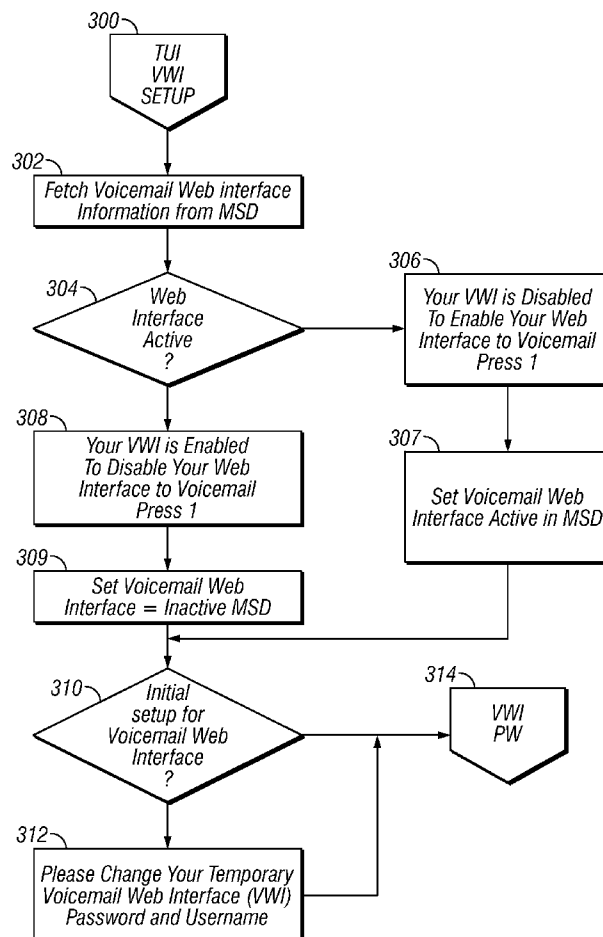 300
TUI
VWI
SETUP
302
Fetch Voicemail Web interface
Information from MSD
304
Web
Interface
Active
?
306
Your VWI is Disabled
To Enable Your Web
Interface to Voicemail
Press 1
308
Your VWI is Enabled
To Disable Your Web
Interface to Voicemail
Press 1
307
Set Voicemail Web
Interface Active in MSD
309
Set Voicemail Web
Interface = Inactive MSD
310
Initial
setup for
Voicemail Web
Interface
?
314
VWI
PW
312
Please Change Your Temporary
Voicemail Web Interface (VWI)
Password and Username